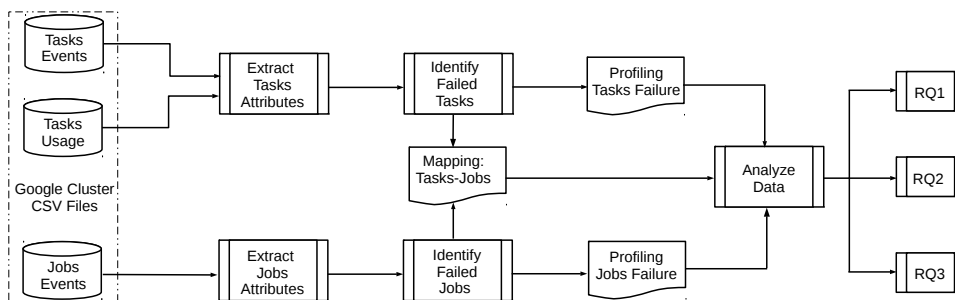 Tasks
Events
Tasks
Usage
Google Cluster
CSV Files
Jobs
Events
Extract
Tasks
Attributes
Identify
Failed
Tasks
Profiling
Tasks Failure
Mapping:
Tasks-Jobs
Extract
Jobs
Attributes
Identify
Failed
Jobs
Profiling
Jobs Failure
Analyze
Data
RQ1
RQ2
RQ3